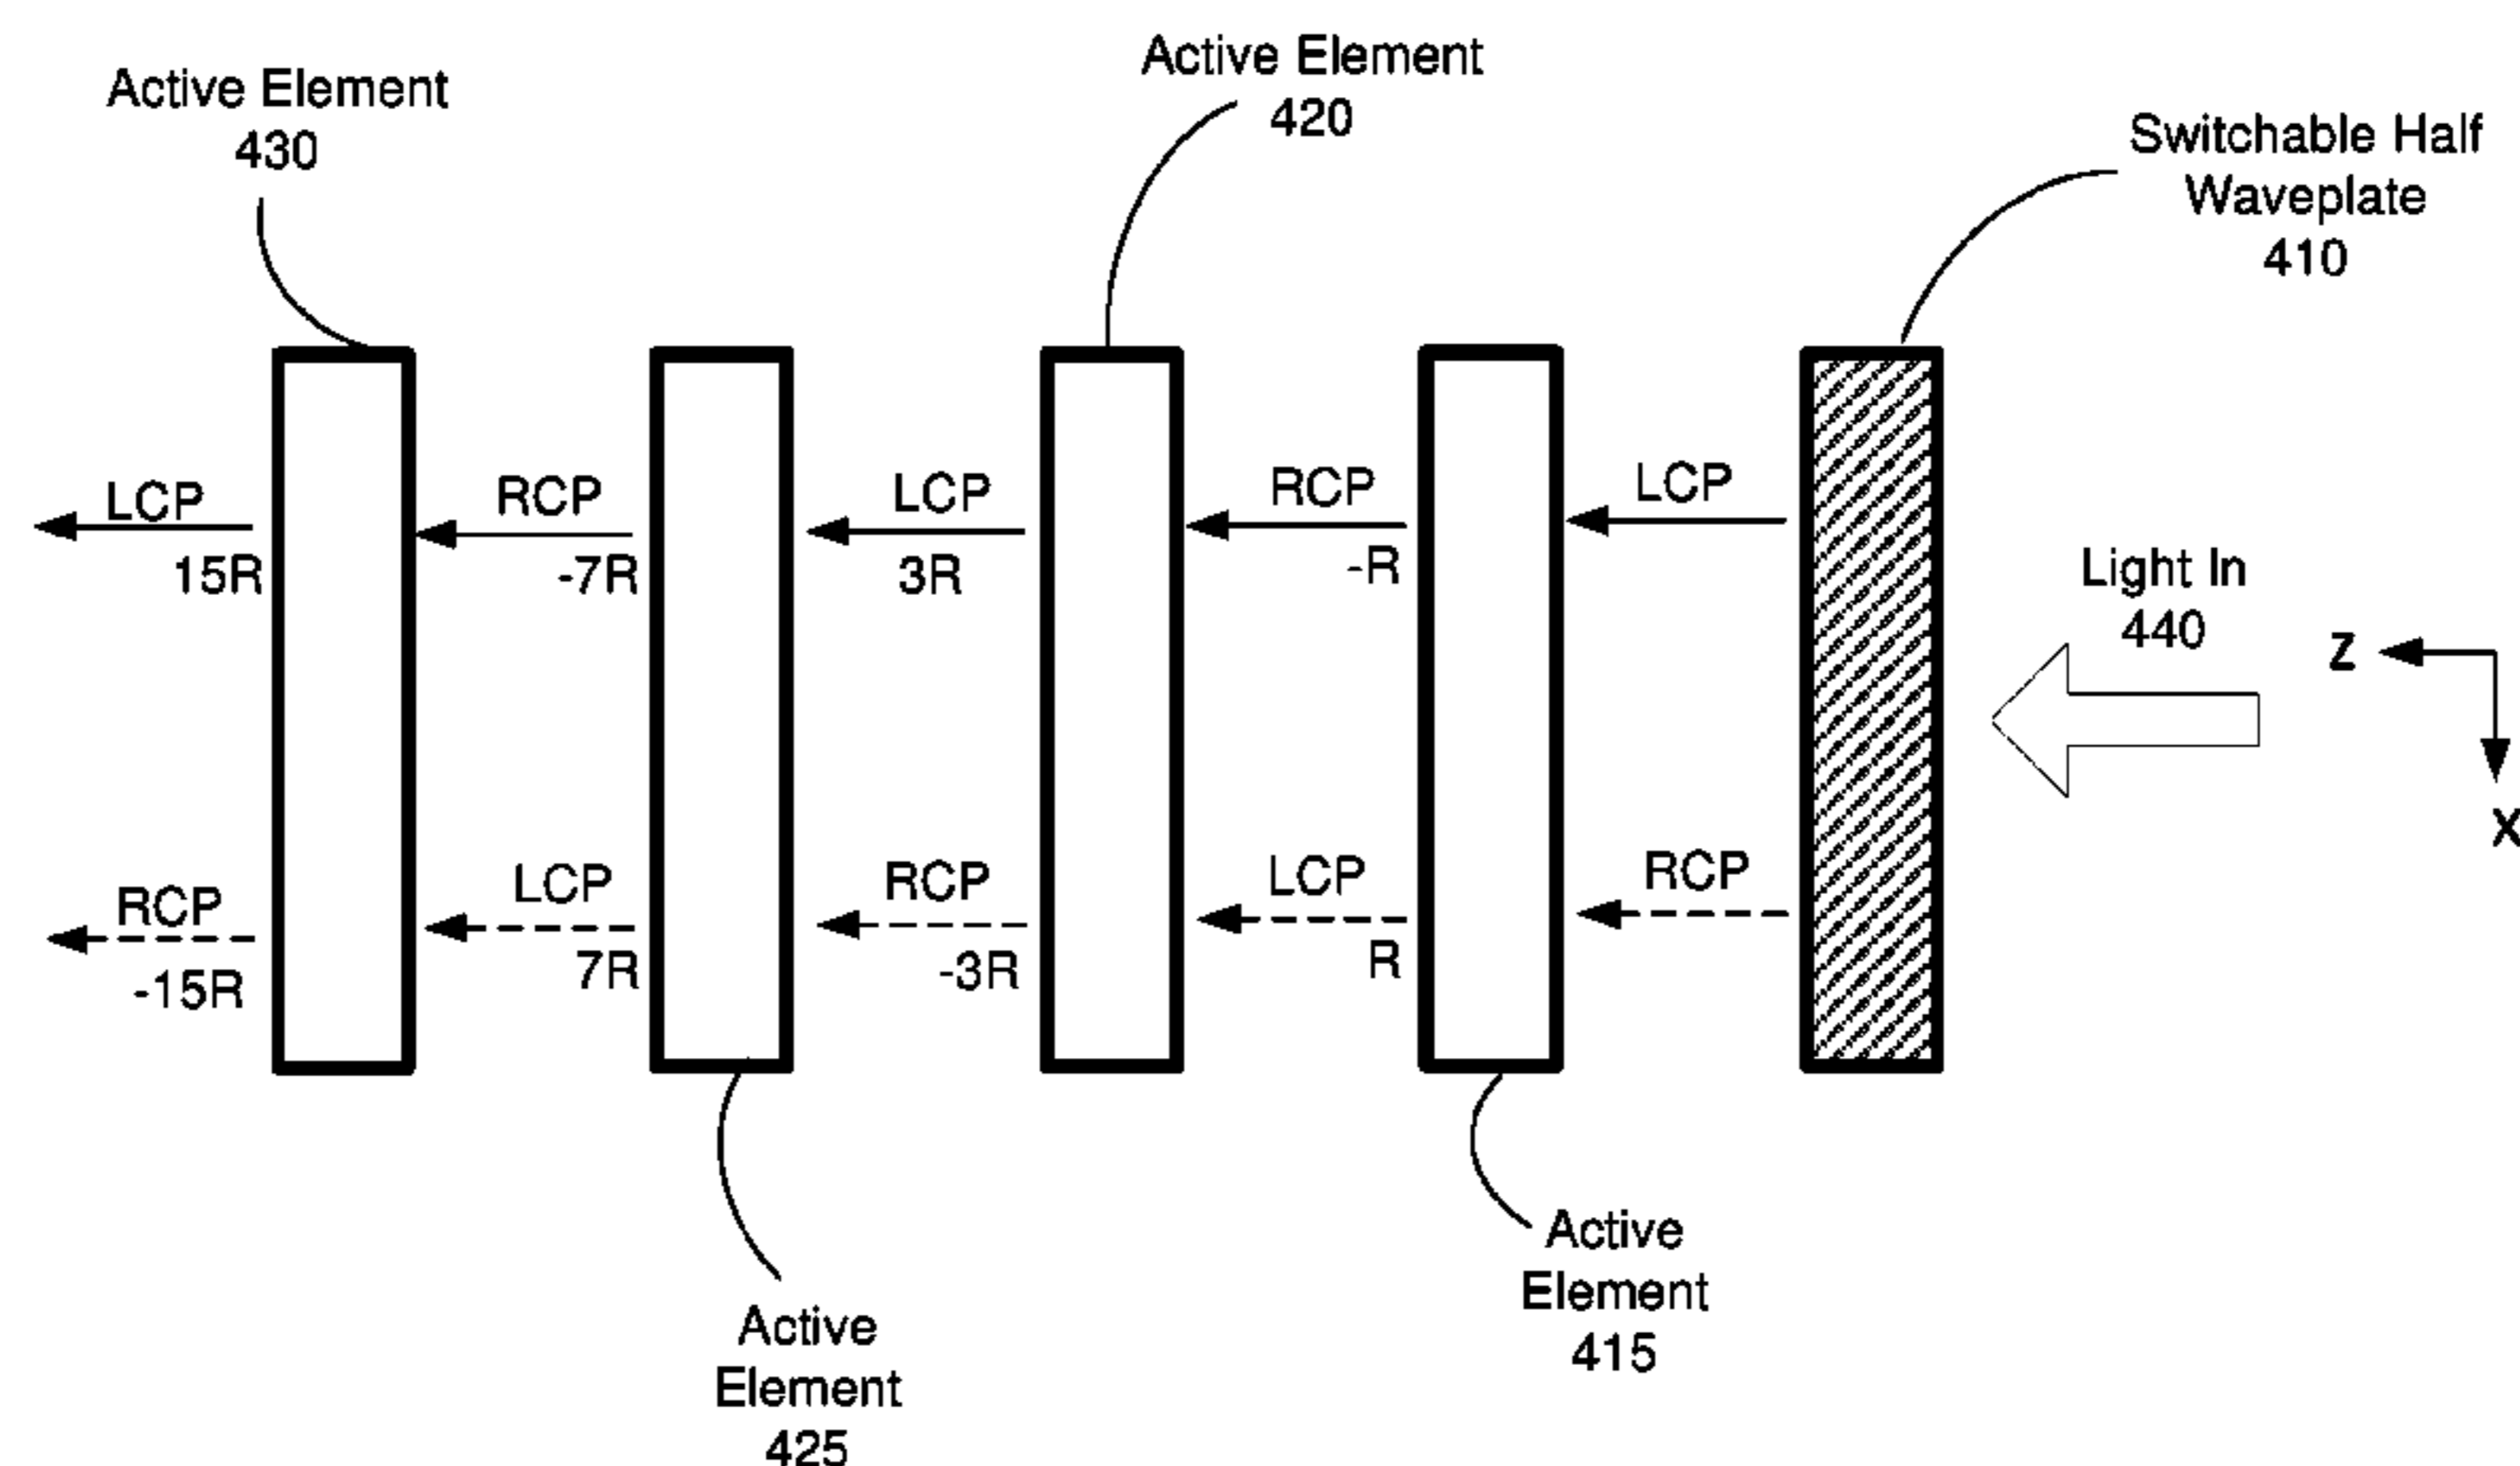 Active Element
430
Active Element
420
Switchable Half
Waveplate
410
LCP
15R
RCP
-7R
LCP
3R
RCP
-R
LCP
Light In
440
Z
X
RCP
-15R
LCP
7R
RCP
-3R
LCP
R
RCP
Active
Element
425
Active
Element
415